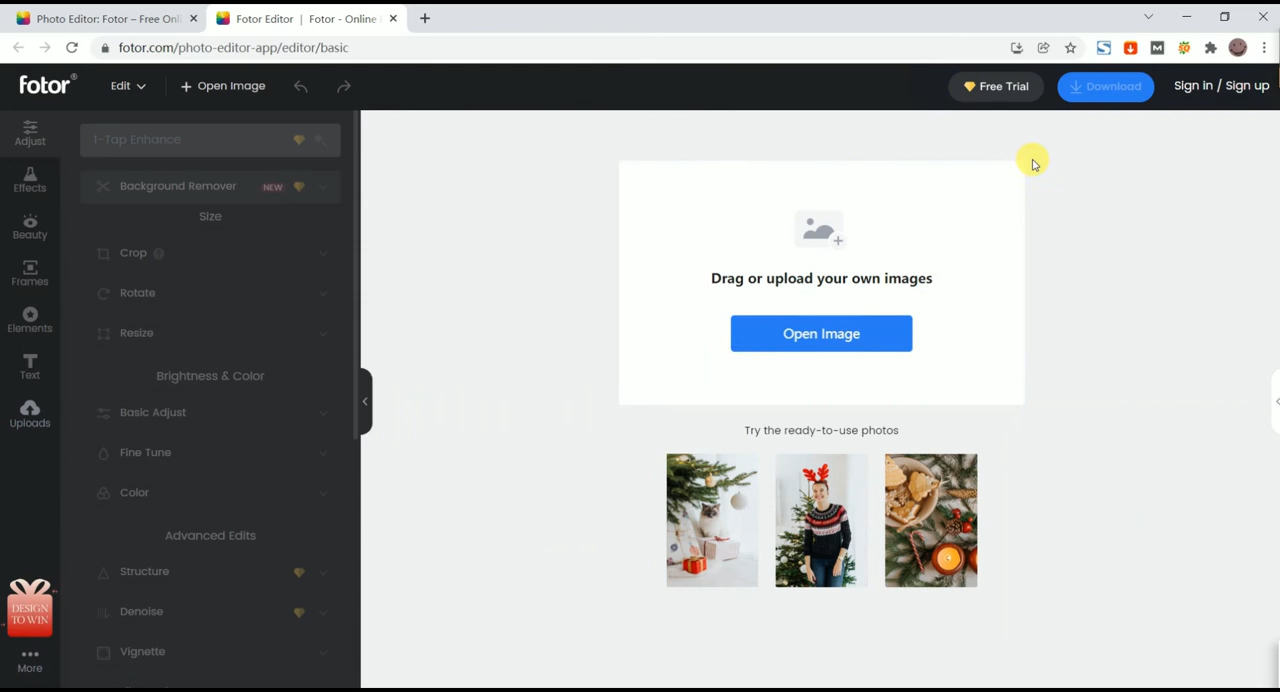 Photo Editor: Fotor – Free Onli
Fotor Editor | Fotor - Online
fotor.com/photo-editor-app/editor/basic
fotor®
Edit
Open Image
Free Trial
Download
Sign in / Sign up
Adjust
Effects
Beauty
Frames
Elements
Text
Uploads
DESIGN
TO WIN
More
1-Tap Enhance
Background Remover NEW
Size
Crop
Rotate
Resize
Brightness & Color
Basic Adjust
Fine Tune
Color
Advanced Edits
Structure
Denoise
Vignette
Drag or upload your own images
Open Image
Try the ready-to-use photos